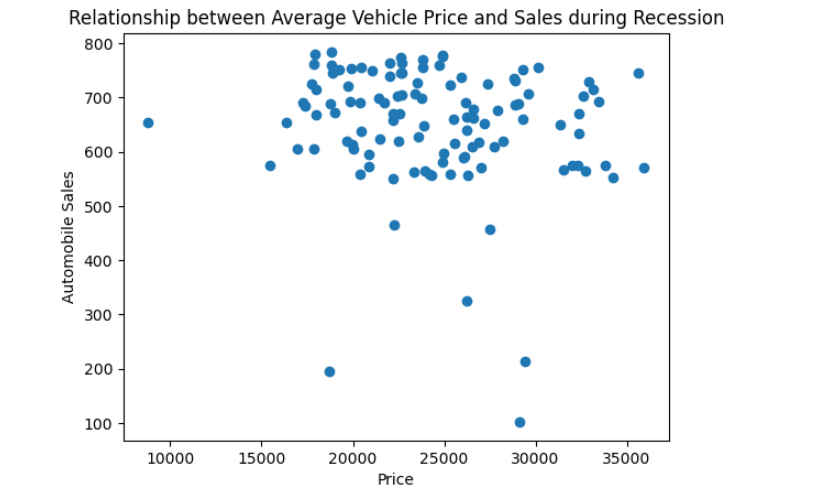 Relationship between Average Vehicle Price and Sales during Recession
800
700
600
500
400
300
200
100
Automobile Sales
10000 15000 20000 25000 30000 35000
Price